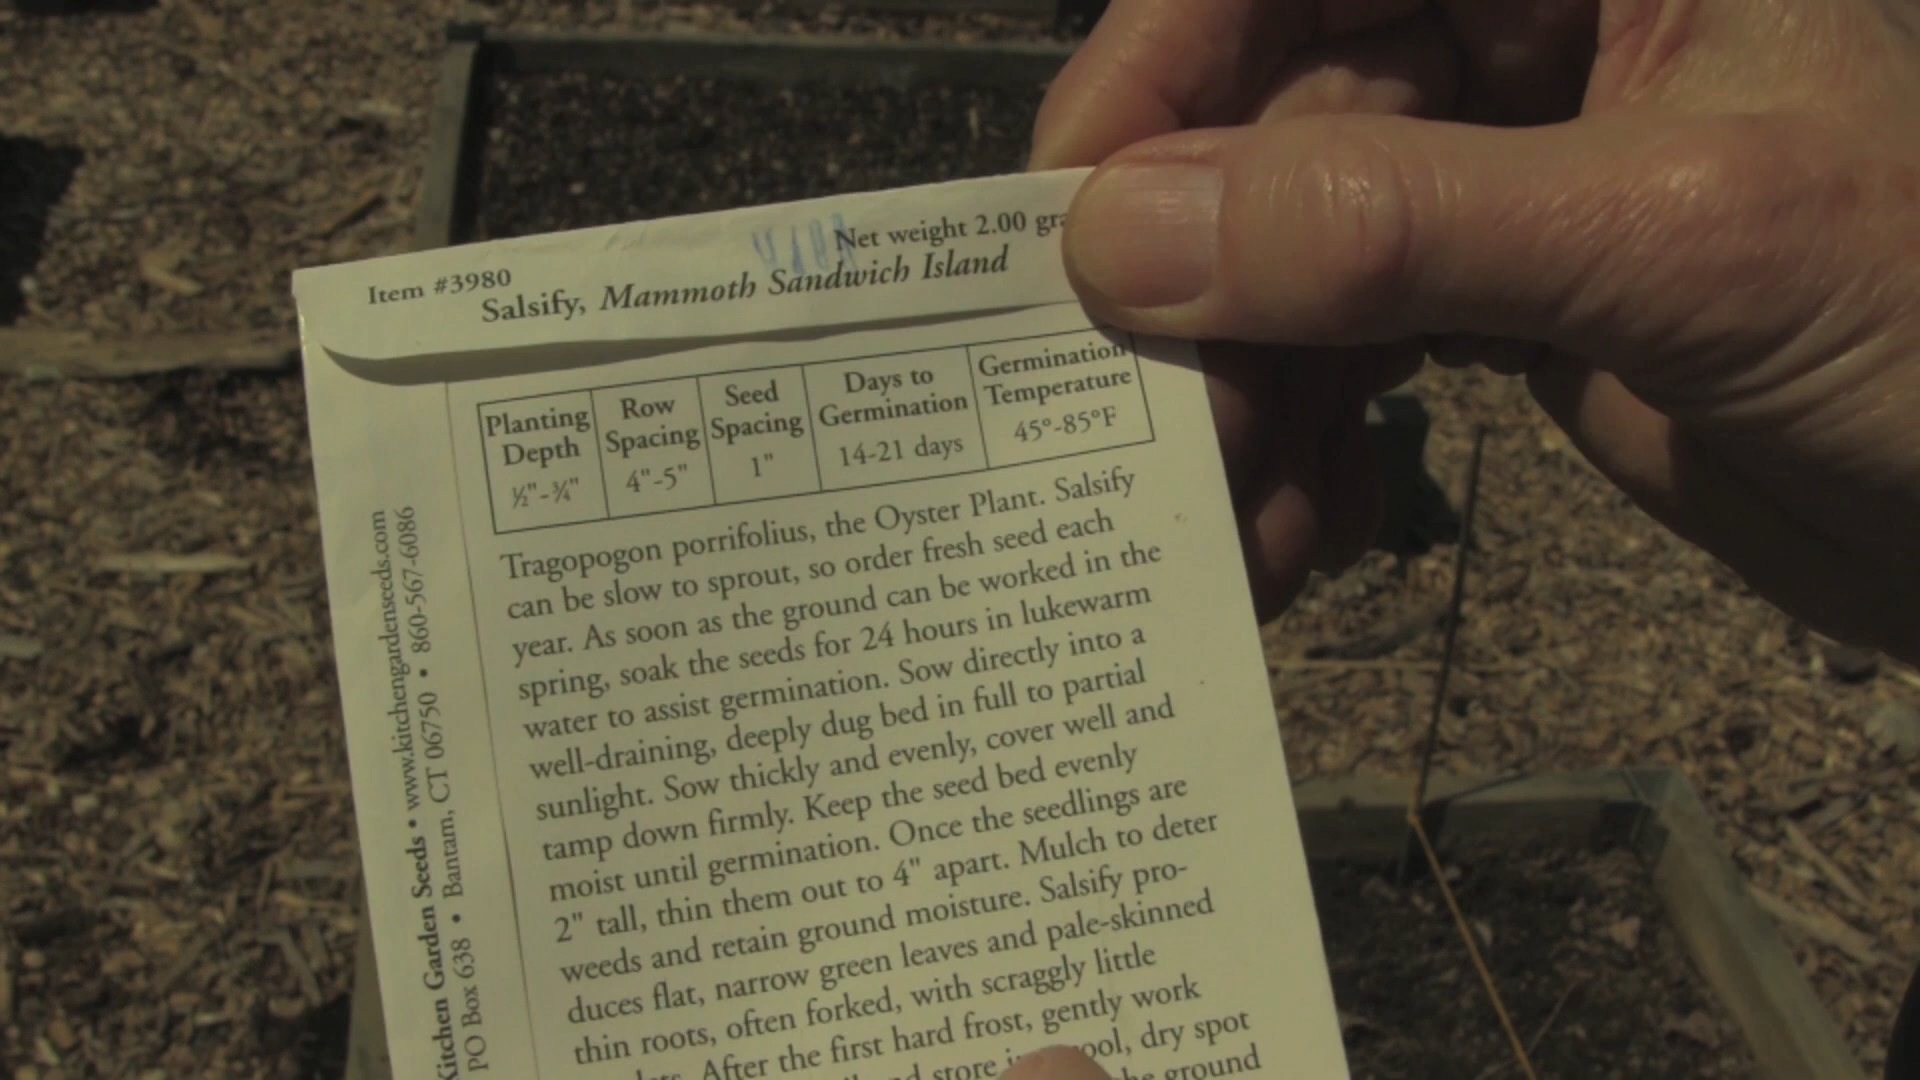 Net weight 2.00
Item #3980
Salsify, Mammoth Sandwich Island
Planting Depth
½"-¾"
Row Spacing
4"-5"
Seed Spacing
1"
Days to Germination
14-21 days
Germination Temperature
45°-85°F
Tragopogon porrifolius, the Oyster Plant. Salsify
can be slow to sprout, so order fresh seed each
year. As soon as the ground can be worked in the
spring, soak the seeds for 24 hours in lukewarm
water to assist germination. Sow directly into a
well-draining, deeply dug bed in full to partial
sunlight. Sow thickly and evenly, cover well and
tamp down firmly. Keep the seed bed evenly
moist until germination. Once the seedlings are
2" tall, thin them out to 4" apart. Mulch to deter
weeds and retain ground moisture. Salsify pro-
duces flat, narrow green leaves and pale-skinned
thin roots, often forked, with scraggly little
After the first hard frost, gently work
store dry spot
ground
Kitchen Garden Seeds • www.kitchengardenseeds.com
PO Box 638 • Bantam, CT 06750 • 860-567-6086